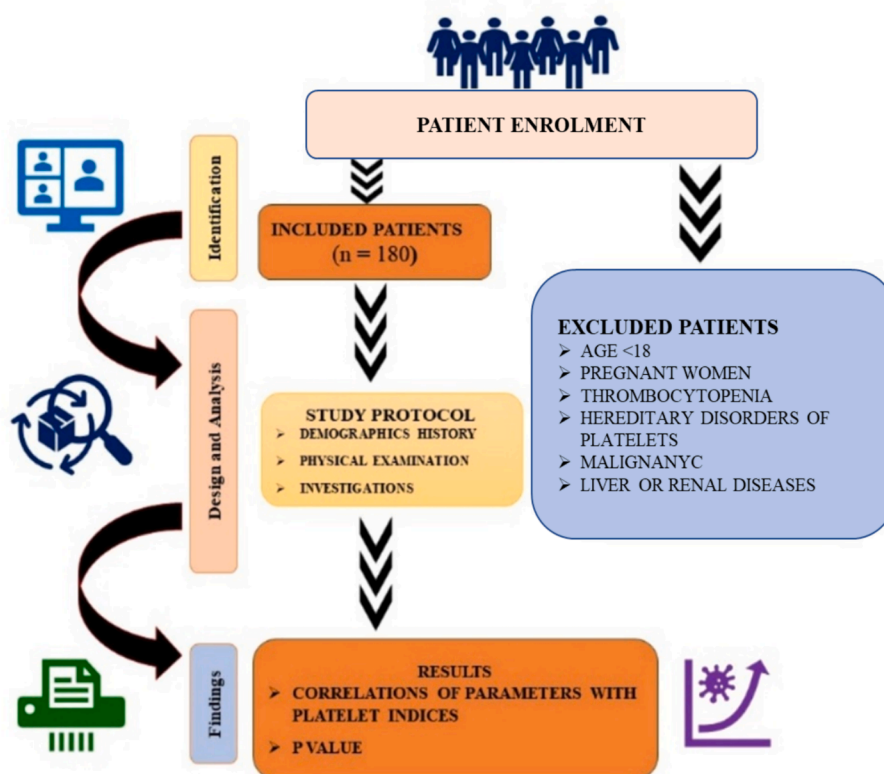 PATIENT ENROLMENT
Identification
INCLUDED PATIENTS
(n = 180)
EXCLUDED PATIENTS
➢ AGE <18
➢ PREGNANT WOMEN
➢ THROMBOCYTOPENIA
➢ HEREDITARY DISORDERS OF
PLATELETS
➢ MALIGNANYC
➢ LIVER OR RENAL DISEASES
Design and Analysis
STUDY PROTOCOL
➢ DEMOGRAPHICS HISTORY
➢ PHYSICAL EXAMINATION
➢ INVESTIGATIONS
Findings
RESULTS
➢ CORRELATIONS OF PARAMETERS WITH
PLATELET INDICES
➢ P VALUE